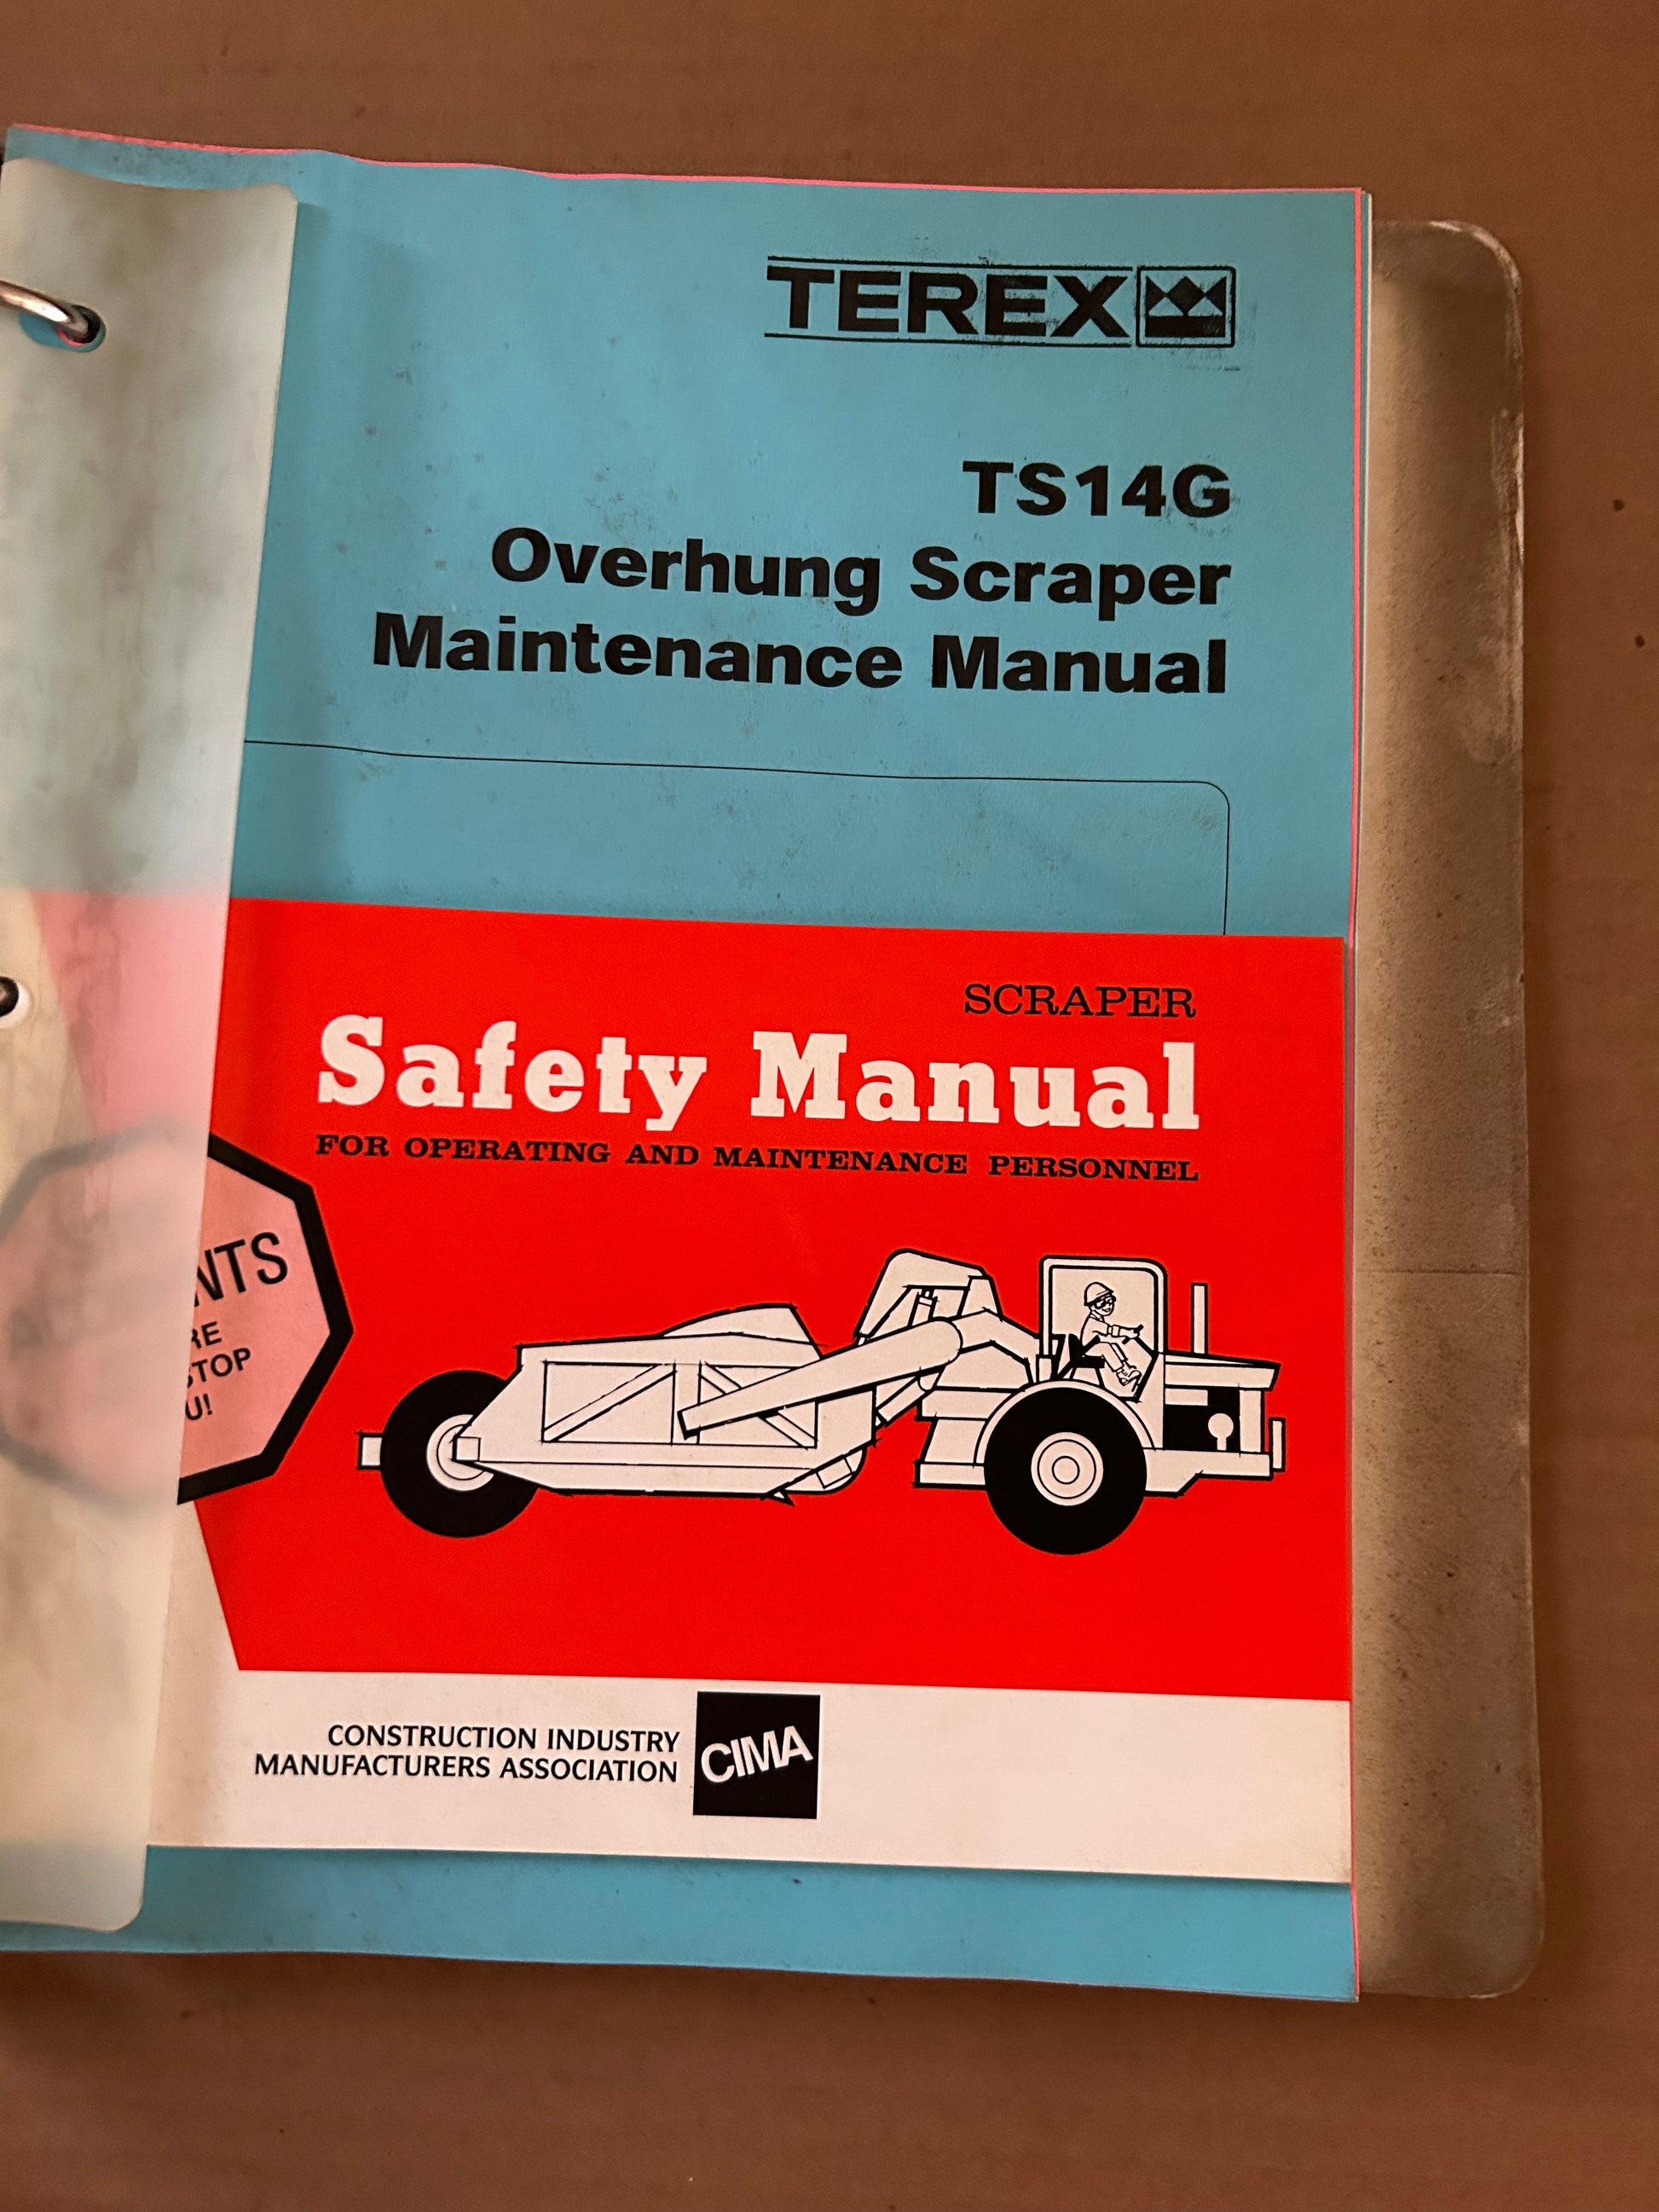 TEREX
TS14G
Overhung Scraper
Maintenance Manual
SCRAPER
Safety Manual
FOR OPERATING AND MAINTENANCE PERSONNEL
NTS
RE
STOP
U!
CONSTRUCTION INDUSTRY
MANUFACTURERS ASSOCIATION
CIMA